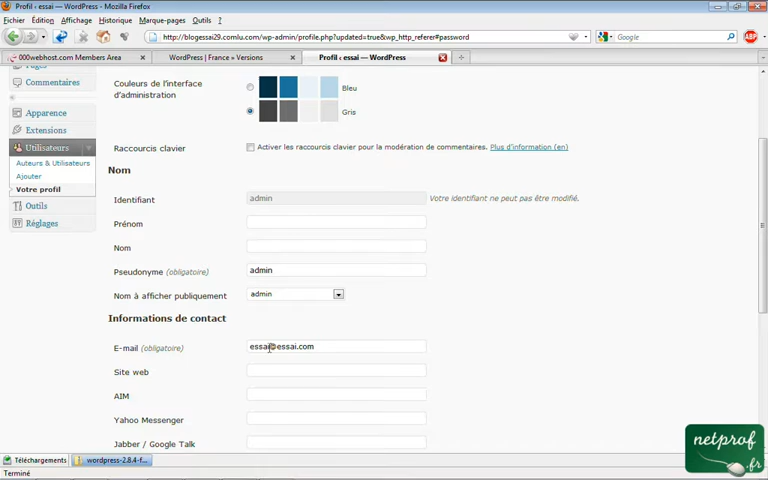 Profil ‹ essai — WordPress - Mozilla Firefox
Fichier Édition Affichage Historique Marque-pages Outils ?
http://blogessai29.comlu.com/wp-admin/profile.php?updated=true&wp_http_referer#password
Google
ABP
000webhost.com Members Area
WordPress | France » Versions
Profil ‹ essai — WordPress
Pages
Commentaires
Apparence
Extensions
Utilisateurs
Auteurs & Utilisateurs
Ajouter
Votre profil
Outils
Réglages
Couleurs de l'interface
d'administration
Bleu
Gris
Raccourcis clavier
Activer les raccourcis clavier pour la modération de commentaires. Plus d'information (en)
Nom
Identifiant admin Votre identifiant ne peut pas être modifié.
Prénom
Nom
Pseudonyme (obligatoire) admin
Nom à afficher publiquement admin
Informations de contact
E-mail (obligatoire) essai@essai.com
Site web
AIM
Yahoo Messenger
Jabber / Google Talk
netprof
.fr
Téléchargements
wordpress-2.8.4-f...
Terminé